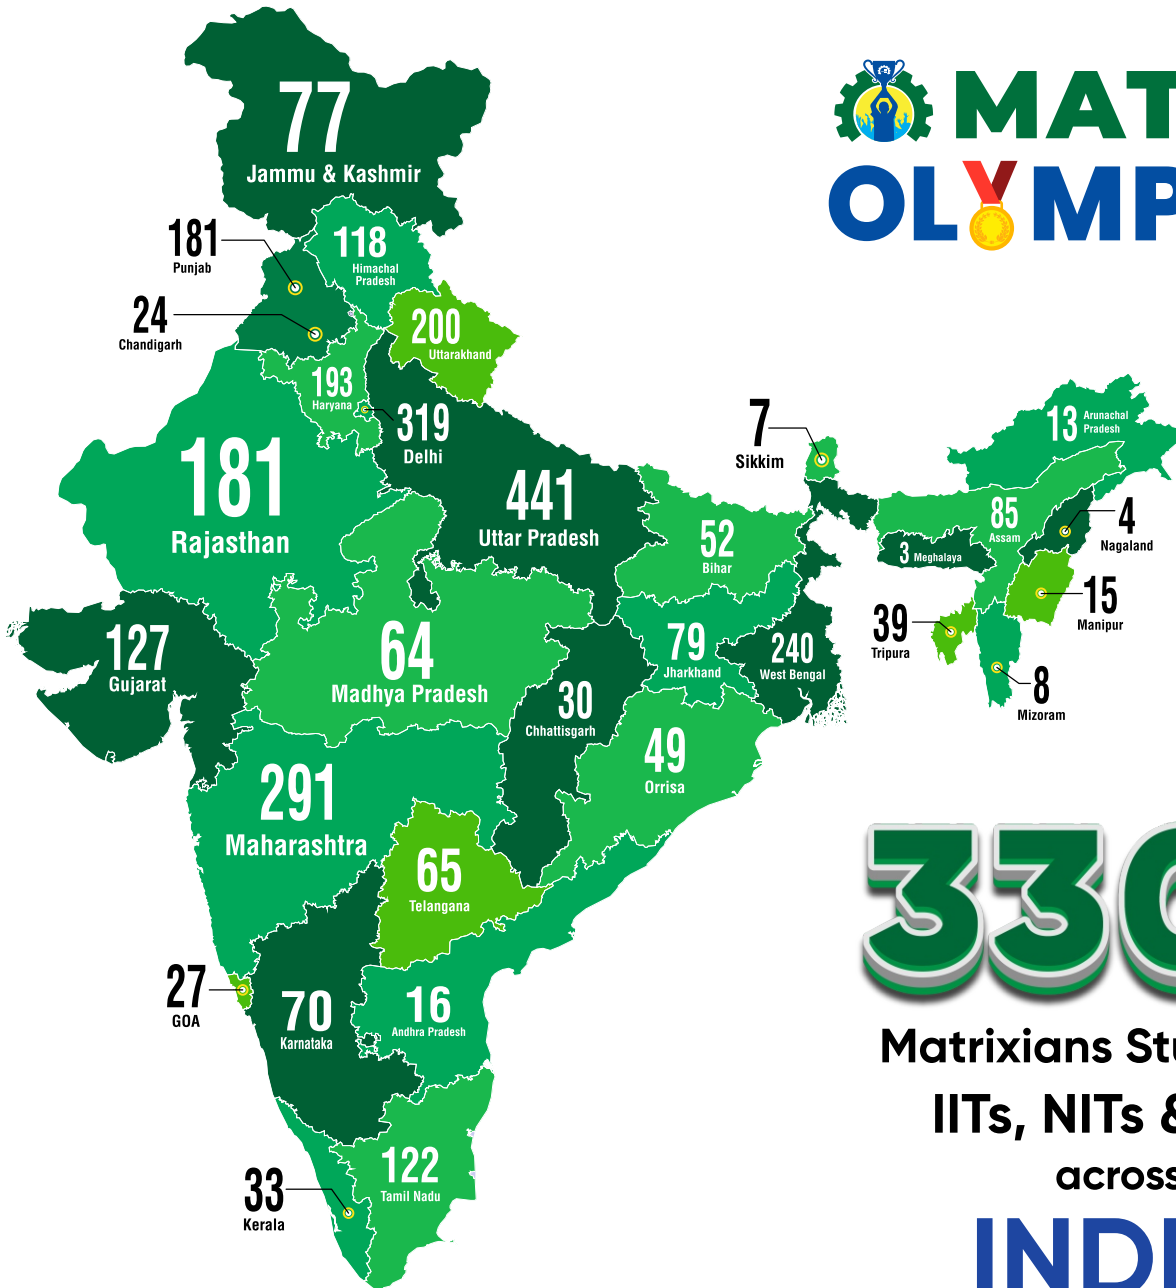 MAT
OLYMP
77
Jammu & Kashmir
181
Punjab
118
Himachal
Pradesh
24
Chandigarh
200
Uttarakhand
193
Haryana
319
Delhi
181
Rajasthan
441
Uttar Pradesh
7
Sikkim
13 Arunachal
Pradesh
52
Bihar
85
Assam
4
Nagaland
3 Meghalaya
15
Manipur
39
Tripura
8
Mizoram
127
Gujarat
64
Madhya Pradesh
79
Jharkhand
240
West Bengal
30
Chhattisgarh
49
Orrisa
291
Maharashtra
65
Telangana
27
GOA
70
Karnataka
16
Andhra Pradesh
122
Tamil Nadu
33
Kerala
33
Matrixians Stu
IITs, NITs &
across
INDI